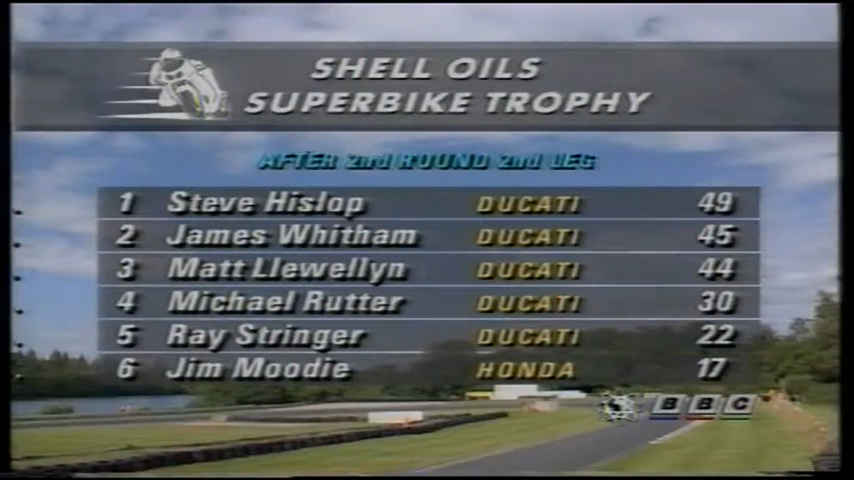 SHELL OILS
SUPERBIKE TROPHY
AFTER 2nd ROUND 2nd LEG
1 Steve Hislop DUCATI 49
2 James Whitham DUCATI 45
3 Matt Llewellyn DUCATI 44
4 Michael Rutter DUCATI 30
5 Ray Stringer DUCATI 22
6 Jim Moodie HONDA 17
BBC